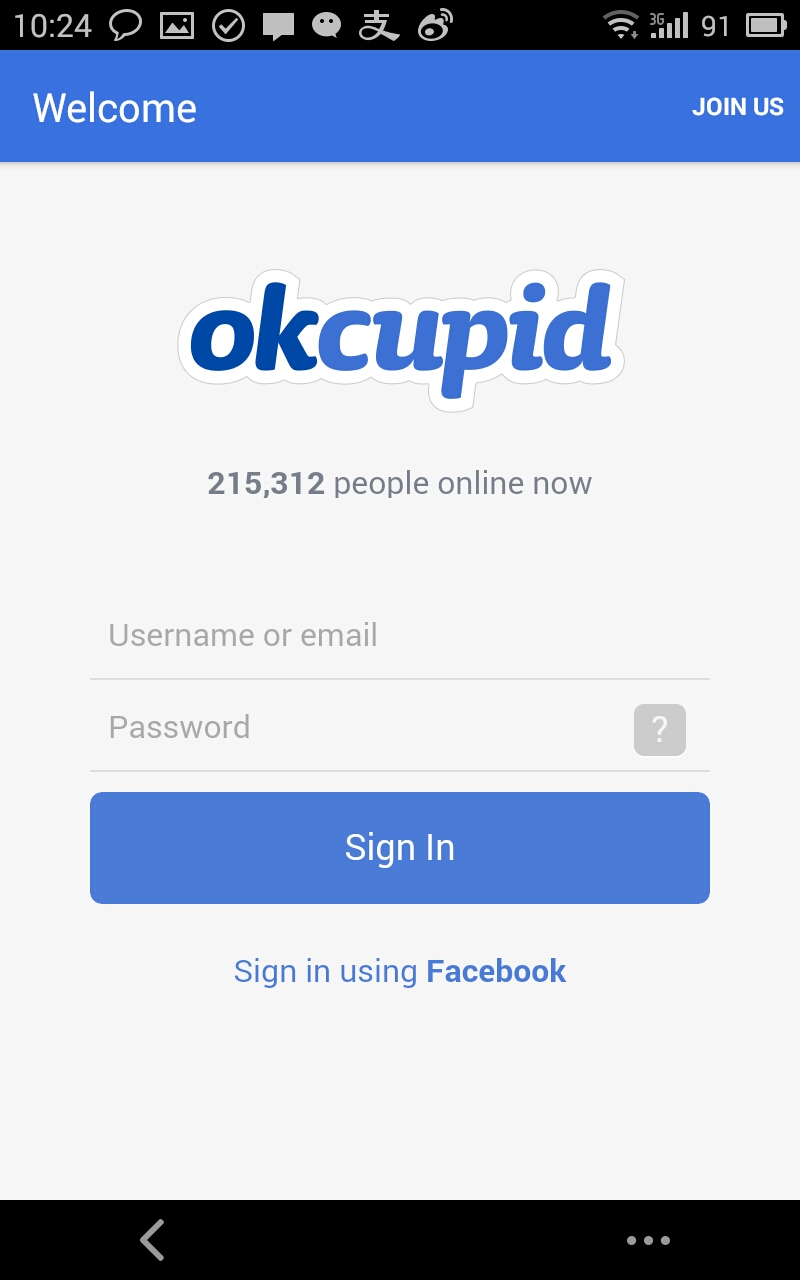 10:24 支 3G 91
Welcome JOIN US
okcupid
215,312 people online now
Username or email
Password ?
Sign In
Sign in using Facebook